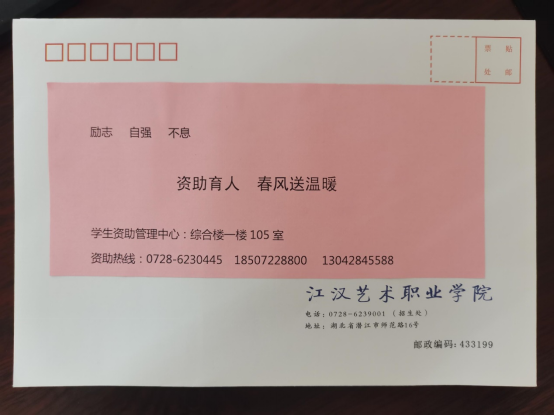 贴 票
邮 处
励志 自强 不息
资助育人 春风送温暖
学生资助管理中心：综合楼一楼 105 室
资助热线：0728-6230445 18507228800 13042845588
江汉艺术职业学院
电话：0728-6239001（招生处）
地址：湖北省潜江市师范路16号
邮政编码：433199